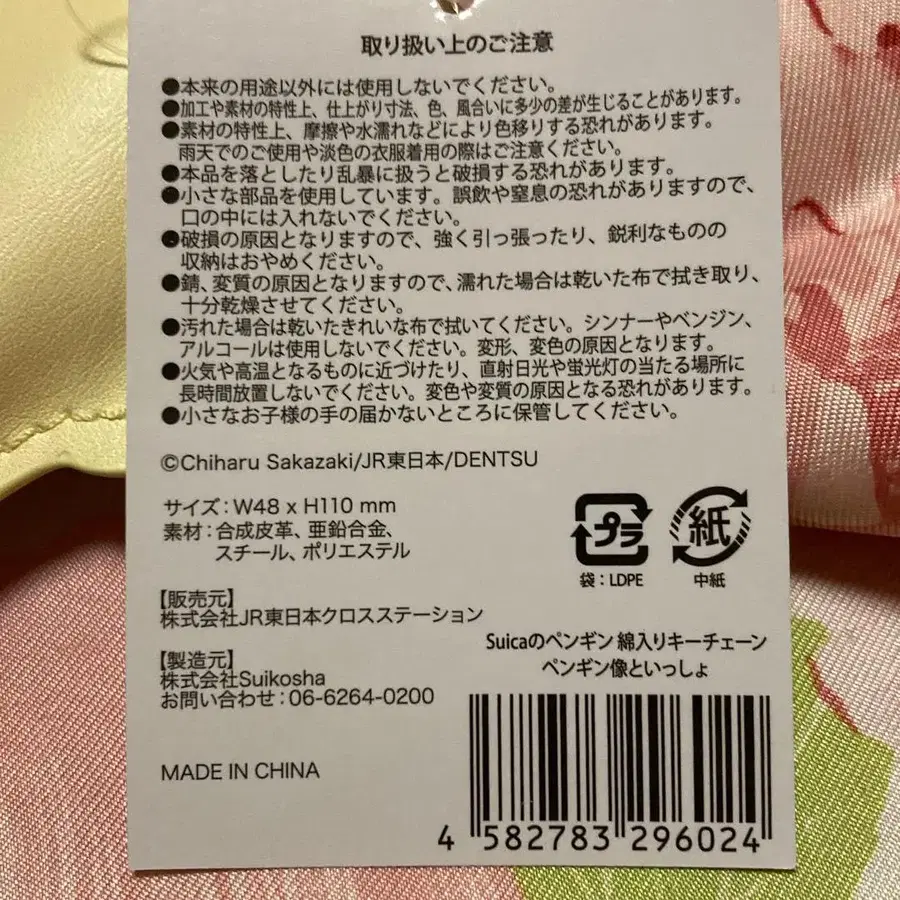 取り扱い上のご注意
●本来の用途以外には使用しないでください。
●加工や素材の特性上、仕上がり寸法、色、風合いに多少の差が生じることがあります。
●素材の特性上、摩擦や水濡れなどにより色移りする恐れがあります。
雨天でのご使用や淡色の衣服着用の際はご注意ください。
●本品を落としたり乱暴に扱うと破損する恐れがあります。
●小さな部品を使用しています。誤飲や窒息の恐れがありますので、
口の中には入れないでください。
●破損の原因となりますので、強く引っ張ったり、鋭利なものの
収納はおやめください。
●錆、変質の原因となりますので、濡れた場合は乾いた布で拭き取り、
十分乾燥させてください。
●汚れた場合は乾いたきれいな布で拭いてください。シンナーやベンジン、
アルコールは使用しないでください。変形、変色の原因となります。
●火気や高温となるものに近づけたり、直射日光や蛍光灯の当たる場所に
長時間放置しないでください。変色や変質の原因となる恐れがあります。
●小さなお子様の手の届かないところに保管してください。
©Chiharu Sakazaki/JR東日本/DENTSU
サイズ：W48 x H110 mm
素材：合成皮革、亜鉛合金、
スチール、ポリエステル
プラ
袋：LDPE
紙
中紙
【販売元】
株式会社JR東日本クロスステーション
【製造元】
株式会社Suikosha
お問い合わせ：06-6264-0200
MADE IN CHINA
Suicaのペンギン 綿入りキーチェーン
ペンギン像といっしょ
4 582783 296024